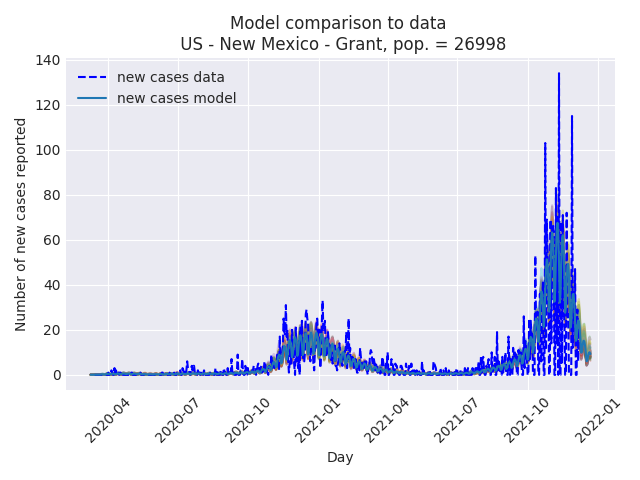 Model comparison to data
US - New Mexico - Grant, pop. = 26998
new cases data
new cases model
Number of new cases reported
140
120
100
80
60
40
20
0
2020-04
2020-07
2020-10
2021-01
2021-04
2021-07
2021-10
2022-01
Day